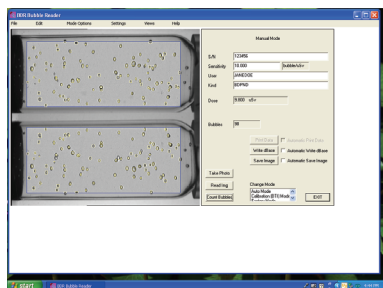 BDR Bubble Reader
File Edit Mode Options Settings Views Help
Manual Mode
S/N 123456
Sensitivity 10.000 bubble/uSv
User JANEDOE
Kind BDPND
Dose 9.800 uSv
Bubbles 98
Print Data Automatic Print Data
Write dBase Automatic Write dBase
Save Image Automatic Save Image
Take Photo
Read Img Change Mode
Count Bubbles Auto Mode
Calibration (BTI) Mode
EXIT
start BDR Bubble Reader